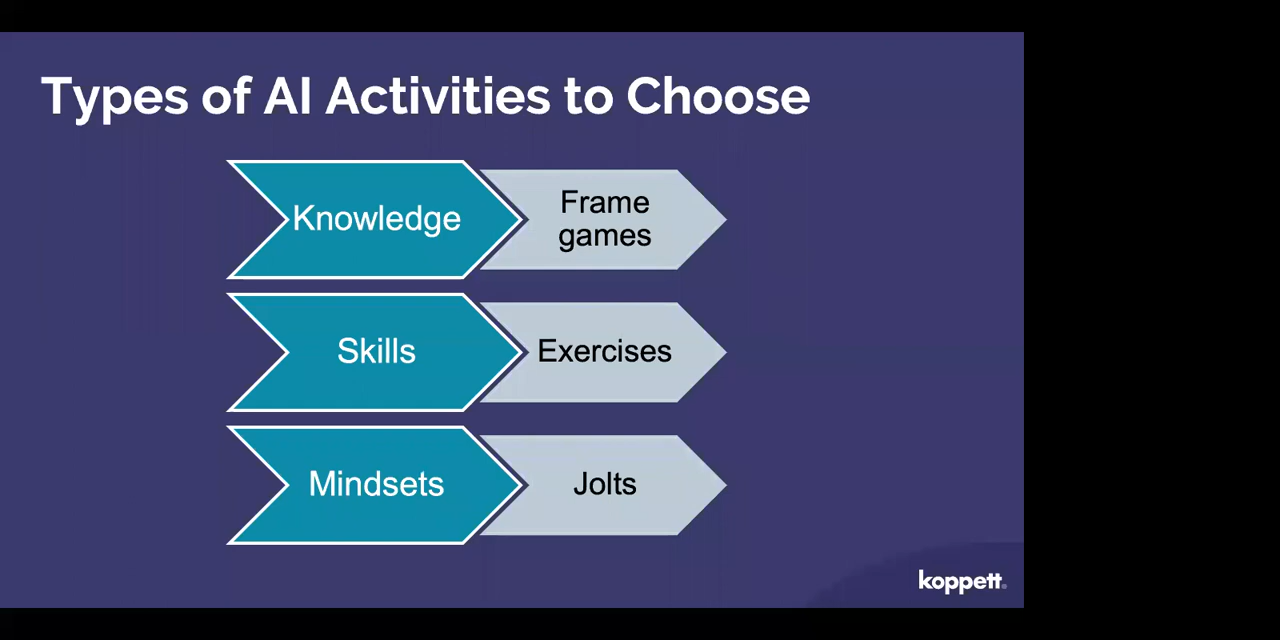 Types of AI Activities to Choose
Knowledge
Frame
games
Skills
Exercises
Mindsets
Jolts
koppett